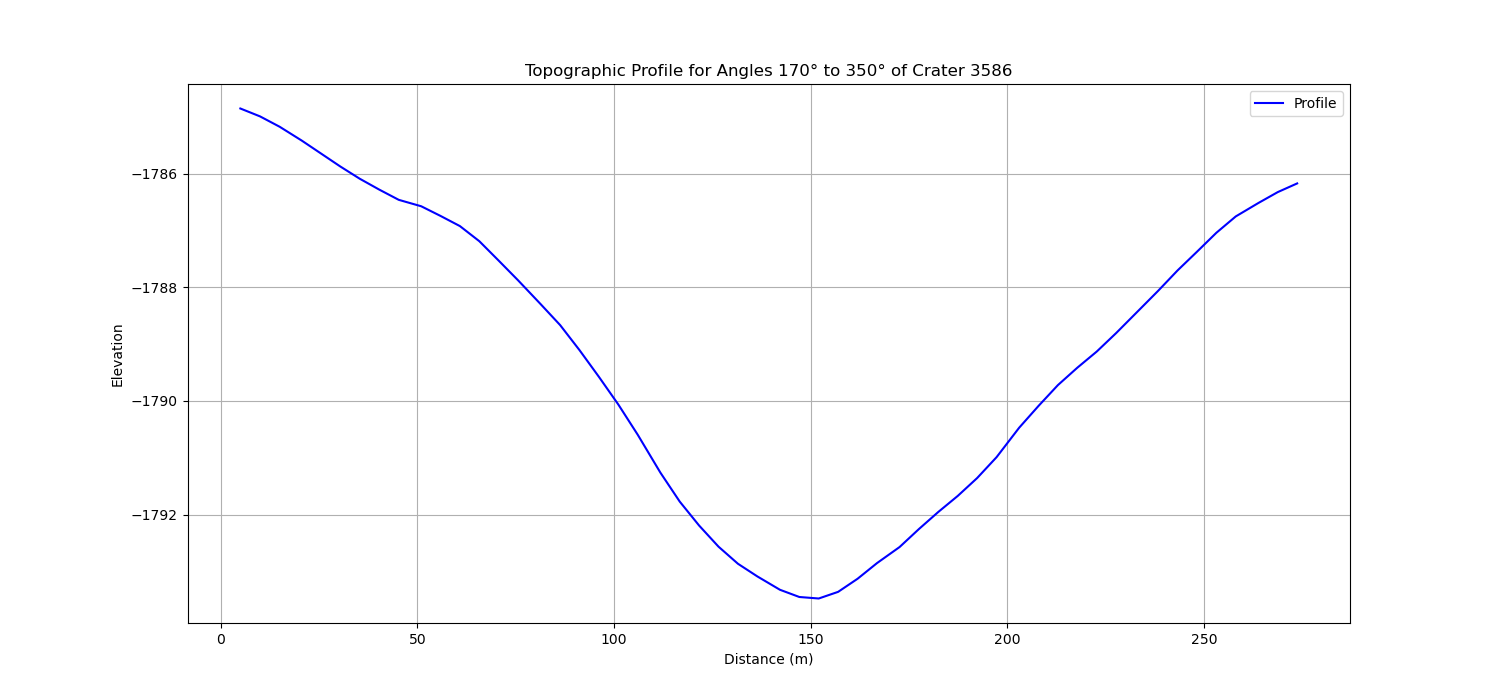 Topographic Profile for Angles 170° to 350° of Crater 3586
Profile
−1786
−1788
−1790
−1792
Elevation
0 50 100 150 200 250
Distance (m)